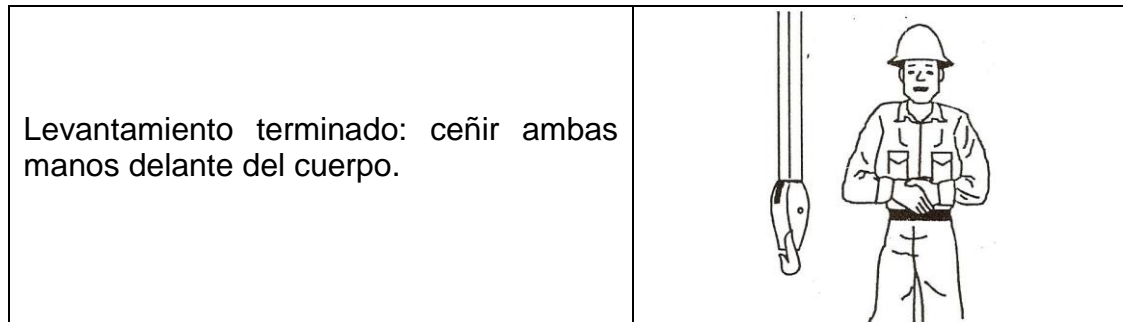 Levantamiento terminado: ceñir ambas
manos delante del cuerpo.